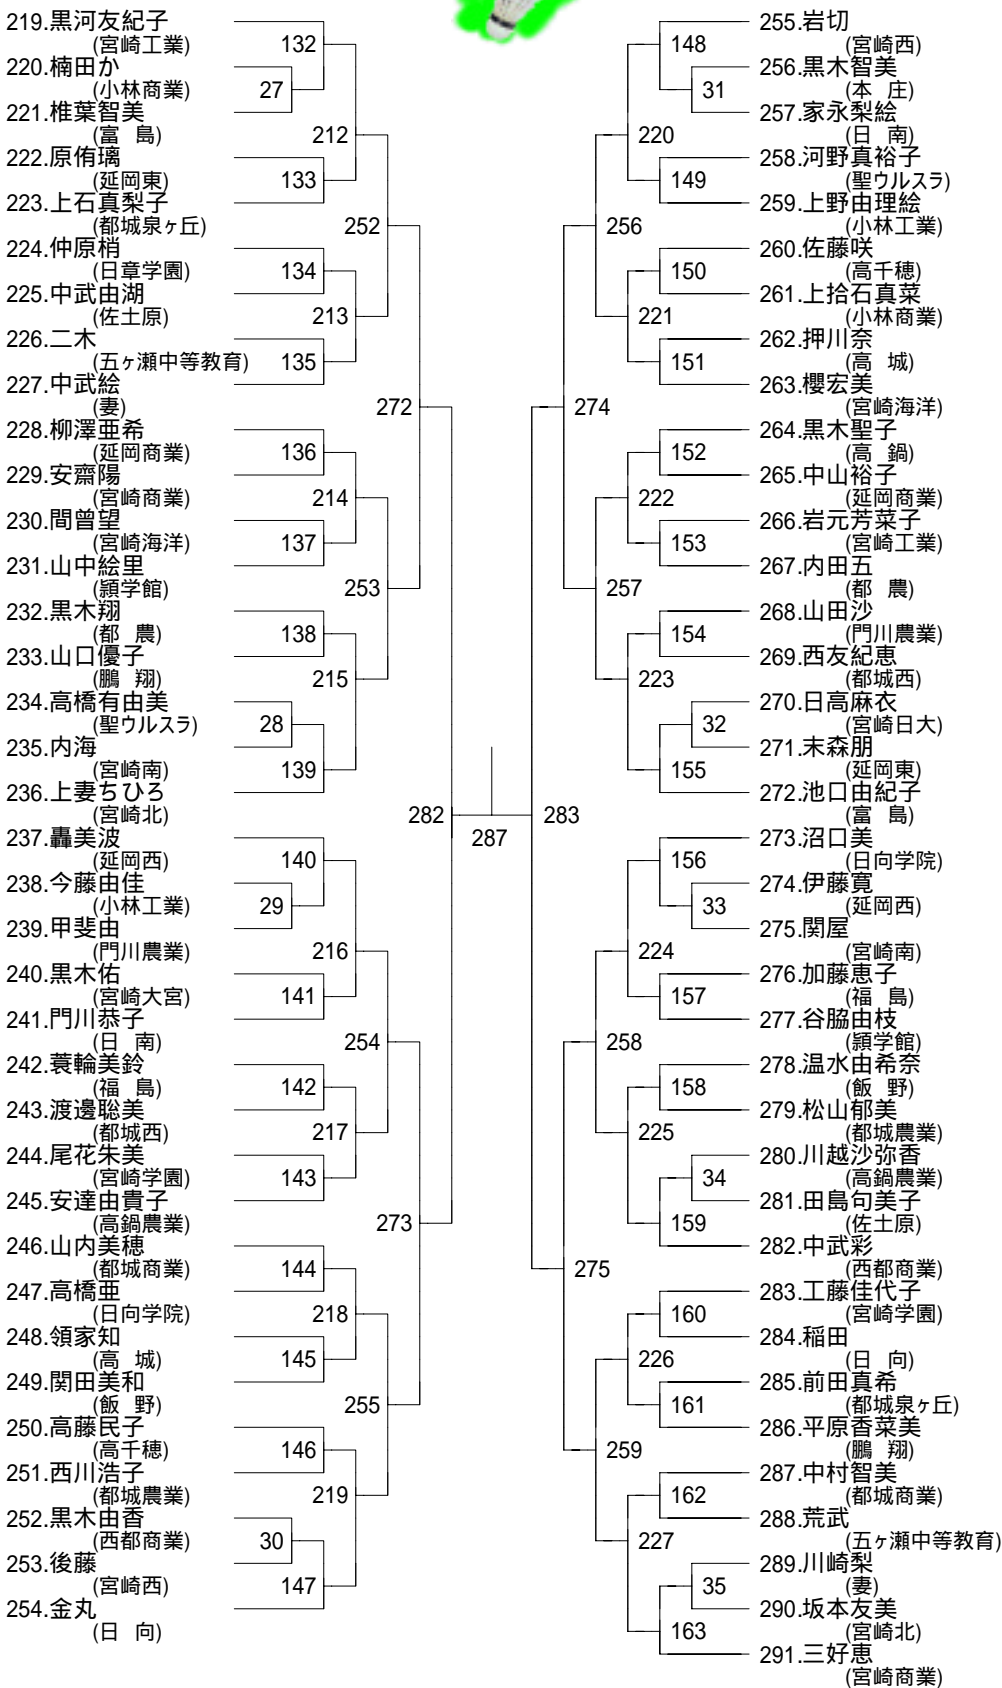 219.黒河友紀子
(宮崎工業)
220.楠田か
(小林商業)
221.椎葉智美
(富 島)
222.原侑璃
(延岡東)
223.上石真梨子
(都城泉ヶ丘)
224.仲原梢
(日章学園)
225.中武由湖
(佐土原)
226.二木
(五ヶ瀬中等教育)
227.中武絵
(妻)
228.柳澤亜希
(延岡商業)
229.安齋陽
(宮崎商業)
230.間曽望
(宮崎海洋)
231.山中絵里
(頴学館)
232.黒木翔
(都 農)
233.山口優子
(鵬 翔)
234.高橋有由美
(聖ウルスラ)
235.内海
(宮崎南)
236.上妻ちひろ
(宮崎北)
237.轟美波
(延岡西)
238.今藤由佳
(小林工業)
239.甲斐由
(門川農業)
240.黒木佑
(宮崎大宮)
241.門川恭子
(日 南)
242.蓑輪美鈴
(福 島)
243.渡邊聡美
(都城西)
244.尾花朱美
(宮崎学園)
245.安達由貴子
(高鍋農業)
246.山内美穂
(都城商業)
247.高橋亜
(日向学院)
248.領家知
(高 城)
249.関田美和
(飯 野)
250.高藤民子
(高千穂)
251.西川浩子
(都城農業)
252.黒木由香
(西都商業)
253.後藤
(宮崎西)
254.金丸
(日 向)
132
27
212
133
252
134
213
135
272
136
214
137
253
138
215
28
139
282
287
283
140
29
216
141
254
142
217
143
273
144
218
145
255
146
219
30
147
148
31
220
149
256
150
221
151
274
152
222
153
257
154
223
32
155
156
33
224
157
258
158
225
34
159
275
160
226
161
259
162
227
35
163
255.岩切
(宮崎西)
256.黒木智美
(本 庄)
257.家永梨絵
(日 南)
258.河野真裕子
(聖ウルスラ)
259.上野由理絵
(小林工業)
260.佐藤咲
(高千穂)
261.上拾石真菜
(小林商業)
262.押川奈
(高 城)
263.櫻宏美
(宮崎海洋)
264.黒木聖子
(高 鍋)
265.中山裕子
(延岡商業)
266.岩元芳菜子
(宮崎工業)
267.内田五
(都 農)
268.山田沙
(門川農業)
269.西友紀恵
(都城西)
270.日高麻衣
(宮崎日大)
271.末森朋
(延岡東)
272.池口由紀子
(富 島)
273.沼口美
(日向学院)
274.伊藤寛
(延岡西)
275.関屋
(宮崎南)
276.加藤恵子
(福 島)
277.谷脇由枝
(頴学館)
278.温水由希奈
(飯 野)
279.松山郁美
(都城農業)
280.川越沙弥香
(高鍋農業)
281.田島句美子
(佐土原)
282.中武彩
(西都商業)
283.工藤佳代子
(宮崎学園)
284.稲田
(日 向)
285.前田真希
(都城泉ヶ丘)
286.平原香菜美
(鵬 翔)
287.中村智美
(都城商業)
288.荒武
(五ヶ瀬中等教育)
289.川崎梨
(妻)
290.坂本友美
(宮崎北)
291.三好恵
(宮崎商業)